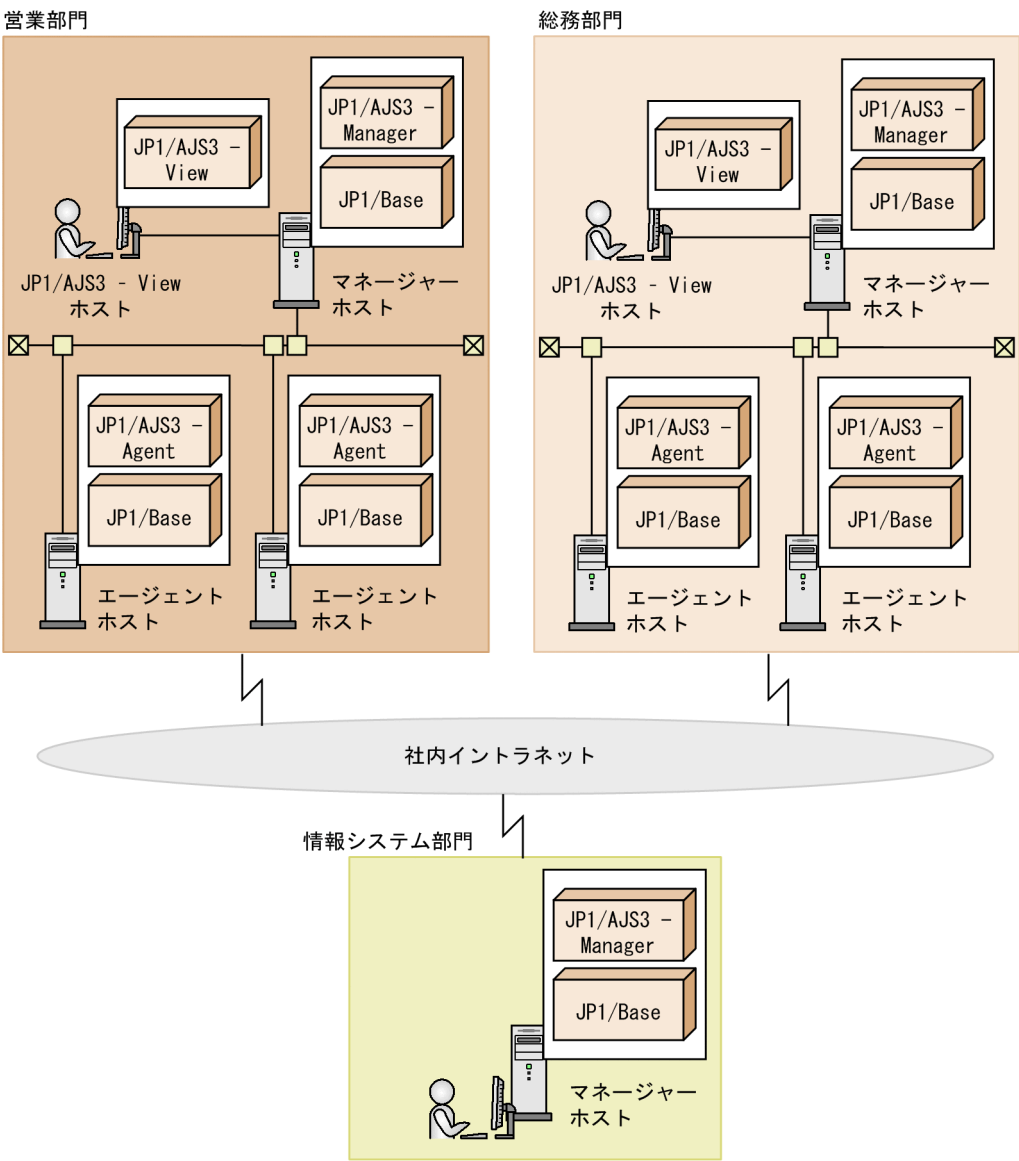 営業部門
JP1/AJS3 －
View
JP1/AJS3 －
Manager
JP1/Base
JP1/AJS3 - View
ホスト
マネージャー
ホスト
JP1/AJS3 －
Agent
JP1/Base
エージェント
ホスト
JP1/AJS3 －
Agent
JP1/Base
エージェント
ホスト
総務部門
JP1/AJS3 －
View
JP1/AJS3 －
Manager
JP1/Base
JP1/AJS3 - View
ホスト
マネージャー
ホスト
JP1/AJS3 －
Agent
JP1/Base
エージェント
ホスト
JP1/AJS3 －
Agent
JP1/Base
エージェント
ホスト
社内イントラネット
情報システム部門
JP1/AJS3 －
Manager
JP1/Base
マネージャー
ホスト